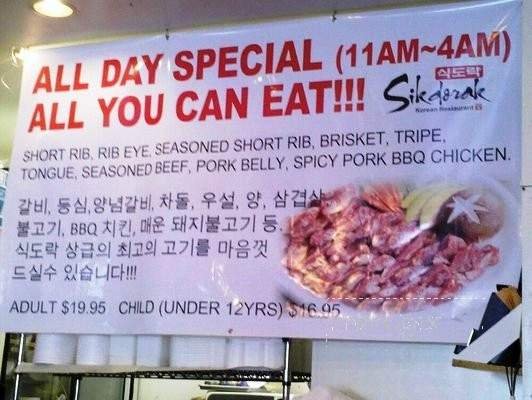 ALL DAY SPECIAL (11AM~4AM)
ALL YOU CAN EAT!!!
식도락
Sikdorak
Korean Restaurant
SHORT RIB, RIB EYE, SEASONED SHORT RIB, BRISKET, TRIPE,
TONGUE, SEASONED BEEF, PORK BELLY, SPICY PORK BBQ CHICKEN.
갈비, 등심,양념갈비, 차돌, 우설, 양, 삼겹살,
불고기, BBQ 치킨, 매운 돼지불고기 등.
식도락 상급의 최고의 고기를 마음껏
드실수 있습니다!!!
ADULT $19.95 CHILD (UNDER 12YRS) $16.95